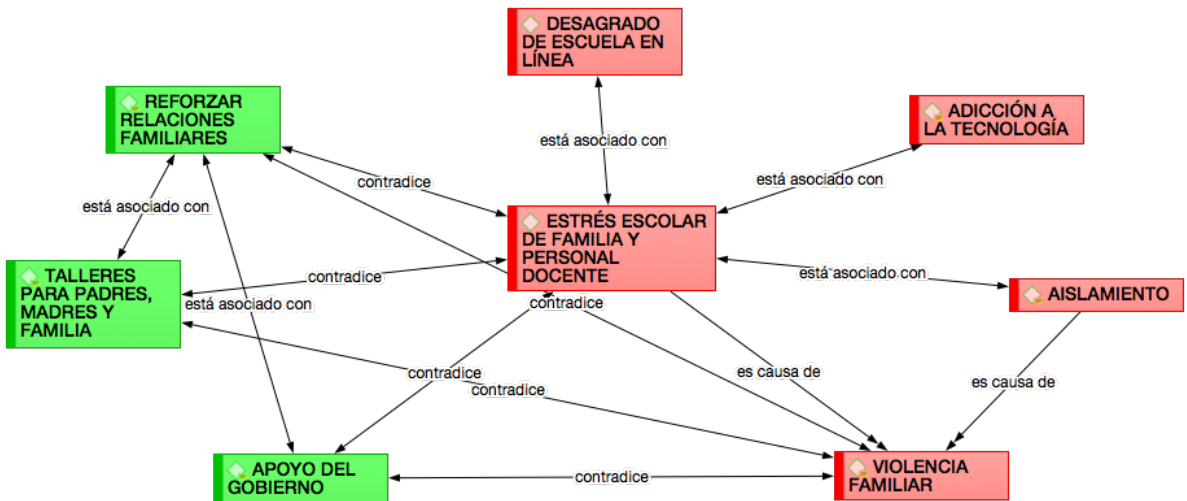 DESAGRADO
DE ESCUELA EN
LÍNEA
REFORZAR
RELACIONES
FAMILIARES
ADICCIÓN A
LA TECNOLOGÍA
está asociado con
contradice
está asociado con
está asociado con
ESTRÉS ESCOLAR
DE FAMILIA Y
PERSONAL
DOCENTE
TALLERES
PARA PADRES,
MADRES Y
FAMILIA
contradice
está asociado con
AISLAMIENTO
está asociado con
contradice
contradice
es causa de
contradice
es causa de
APOYO DEL
GOBIERNO
contradice
VIOLENCIA
FAMILIAR